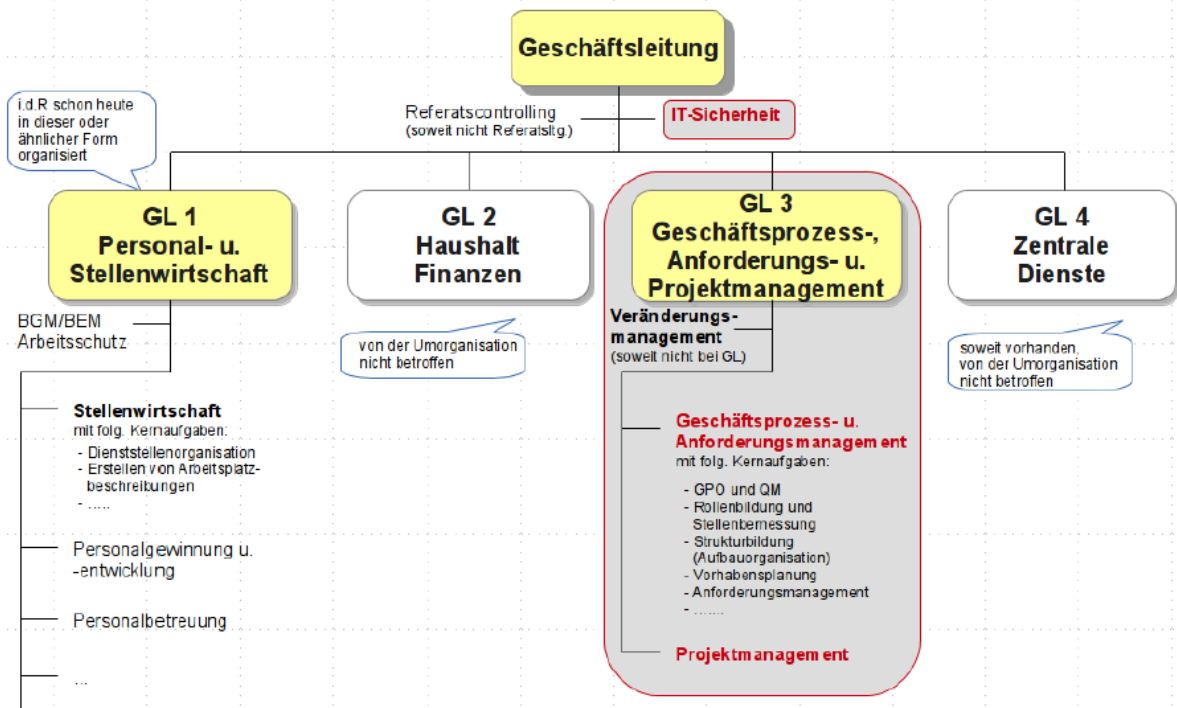 Geschäftsleitung
i.d.R schon heute
in dieser oder
ähnlicher Form
organisiert
Referatscontrolling
(soweit nicht Referatsltg.)
IT-Sicherheit
GL 1
Personal- u.
Stellenwirtschaft
GL 2
Haushalt
Finanzen
GL 3
Geschäftsprozess-,
Anforderungs- u.
Projektmanagement
GL 4
Zentrale
Dienste
BGM/BEM
Arbeitsschutz
von der Umorganisation
nicht betroffen
Veränderungs-
management
(soweit nicht bei GL)
soweit vorhanden,
von der Umorganisation
nicht betroffen
Stellenwirtschaft
mit folg. Kernaufgaben:
- Dienststellenorganisation
- Erstellen von Arbeitsplatz-
beschreibungen
- .....
Personalgewinnung u.
-entwicklung
Personalbetreuung
...
Geschäftsprozess- u.
Anforderungsmanagement
mit folg. Kernaufgaben:
- GPO und QM
- Rollenbildung und
Stellenbemessung
- Strukturbildung
(Aufbauorganisation)
- Vorhabensplanung
- Anforderungsmanagement
- .......
Projektmanagement